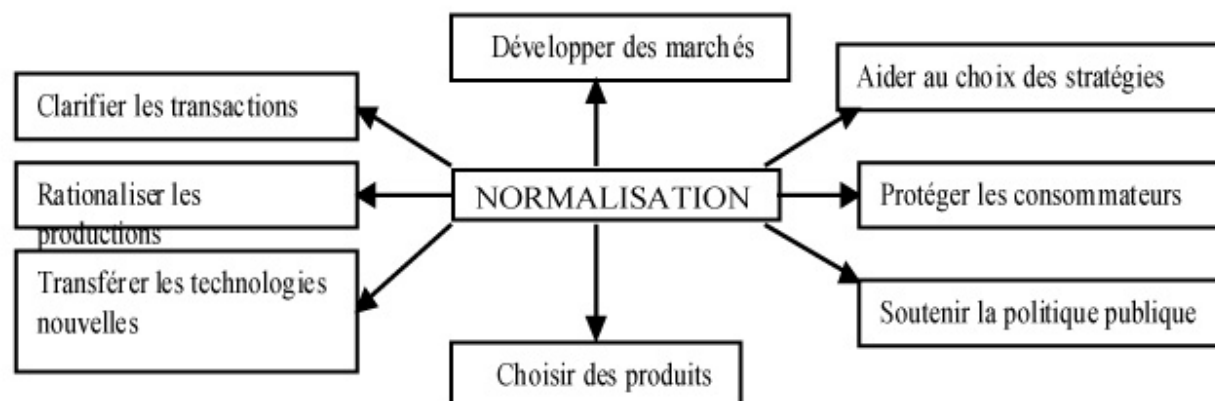 Développer des marchés
Aider au choix des stratégies
Clarifier les transactions
Rationaliser les
productions
NORMALISATION
Protéger les consommateurs
Transférer les technologies
nouvelles
Soutenir la politique publique
Choisir des produits